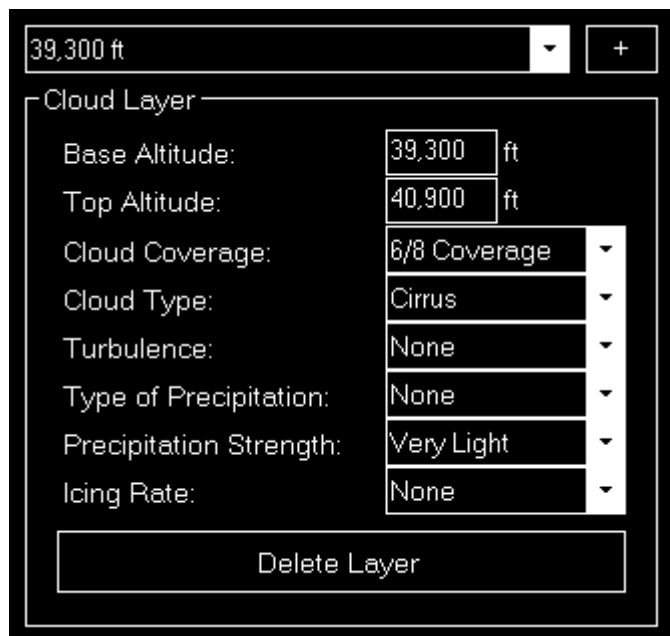 39,300 ft +
Cloud Layer
Base Altitude: 39,300 ft
Top Altitude: 40,900 ft
Cloud Coverage: 6/8 Coverage
Cloud Type: Cirrus
Turbulence: None
Type of Precipitation: None
Precipitation Strength: Very Light
Icing Rate: None
Delete Layer